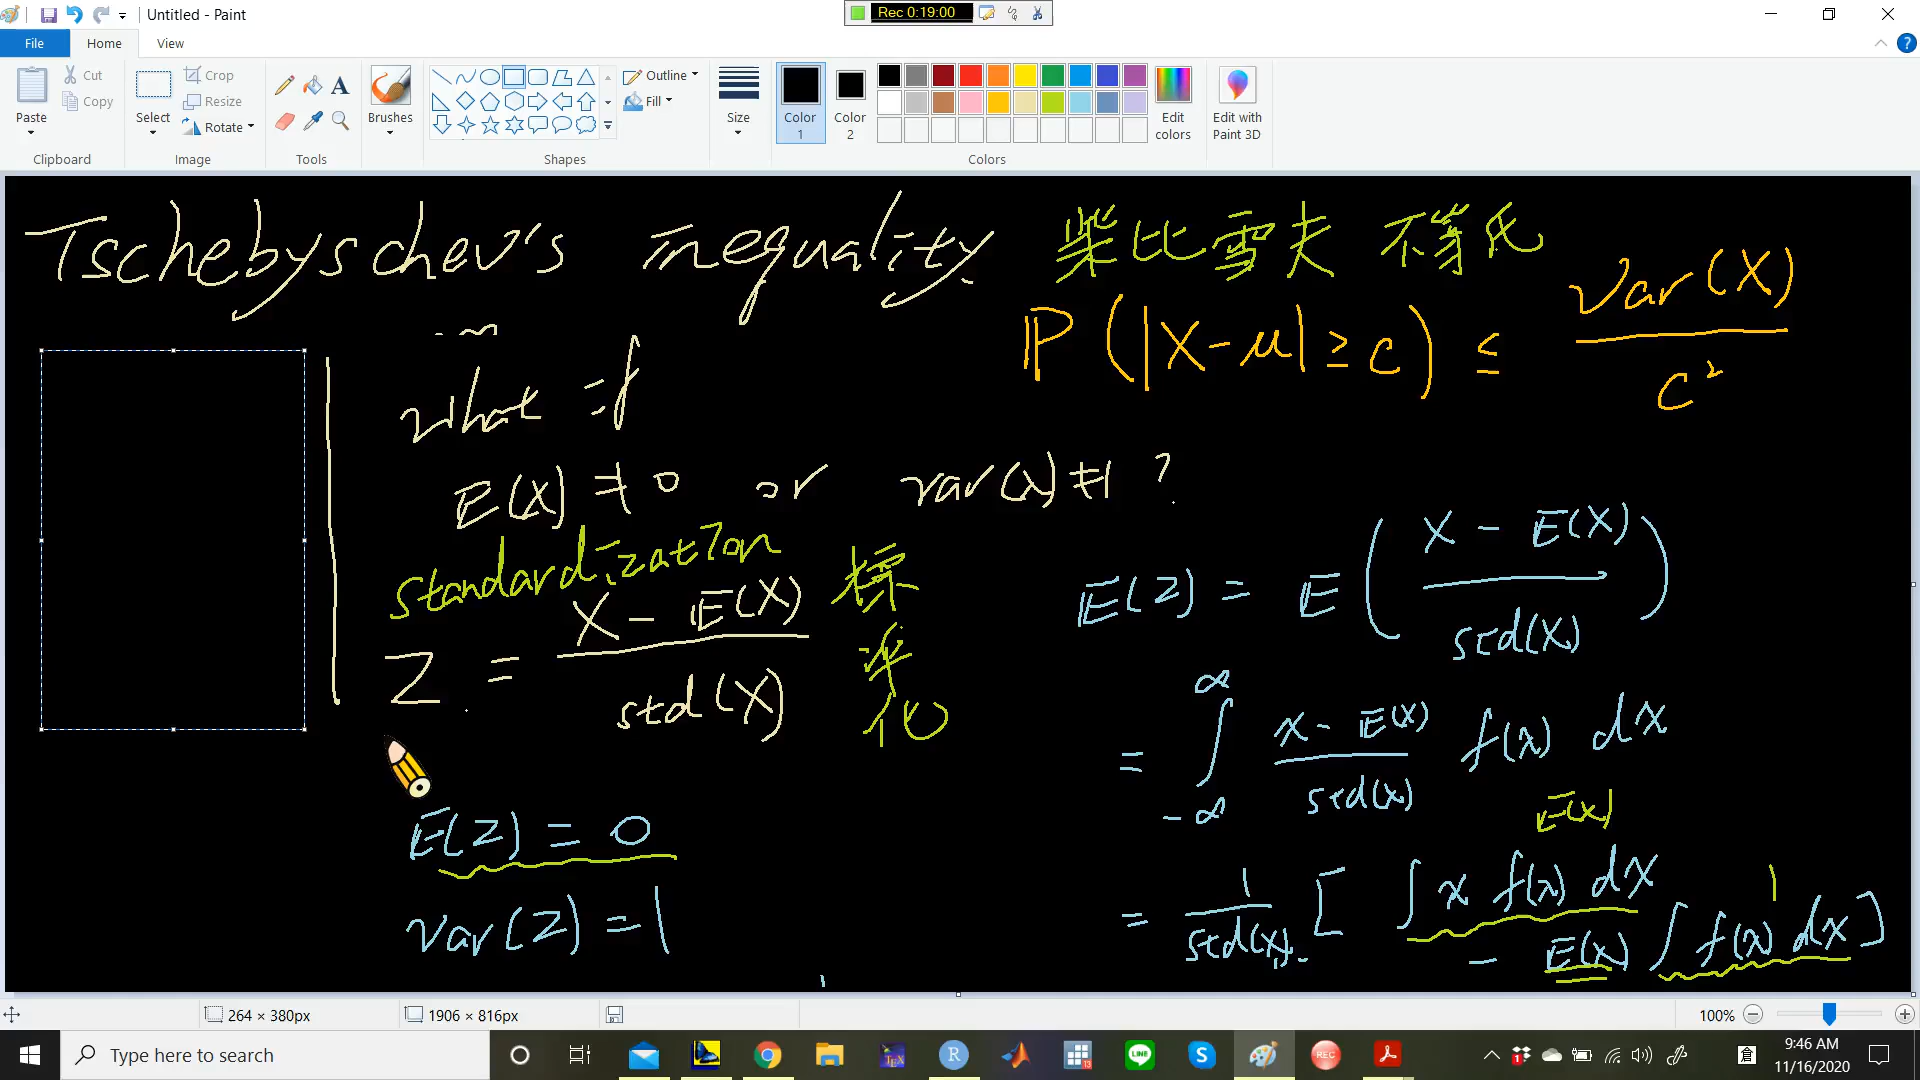 Untitled - Paint
Rec 0:19:00
File Home View
Cut
Copy
Paste
Clipboard
Select
Crop
Resize
Rotate
Image
Tools
Brushes
Outline
Fill
Shapes
Size
Color 1
Color 2
Edit colors
Edit with Paint 3D
Colors
Tschebyschev's inequality 柴比雪夫 不等氏
P(|X-μ| ≥ c) ≤ Var(X) / c²
what if
E(X) ≠ 0 or var(X) ≠ 1 ?
standardization 標準化
Z = X - E(X) / std(X)
E(Z) = 0
Var(Z) = 1
E(Z) = E( X - E(X) / std(X) )
= ∫ -∞ ∞ x - E(X) / std(X) f(x) dx
E(X)
= 1 / std(X) [ ∫ x f(x) dx
1
- E(X) ∫ f(x) dx ]
264 × 380px
1906 × 816px
100%
Type here to search
9:46 AM
11/16/2020